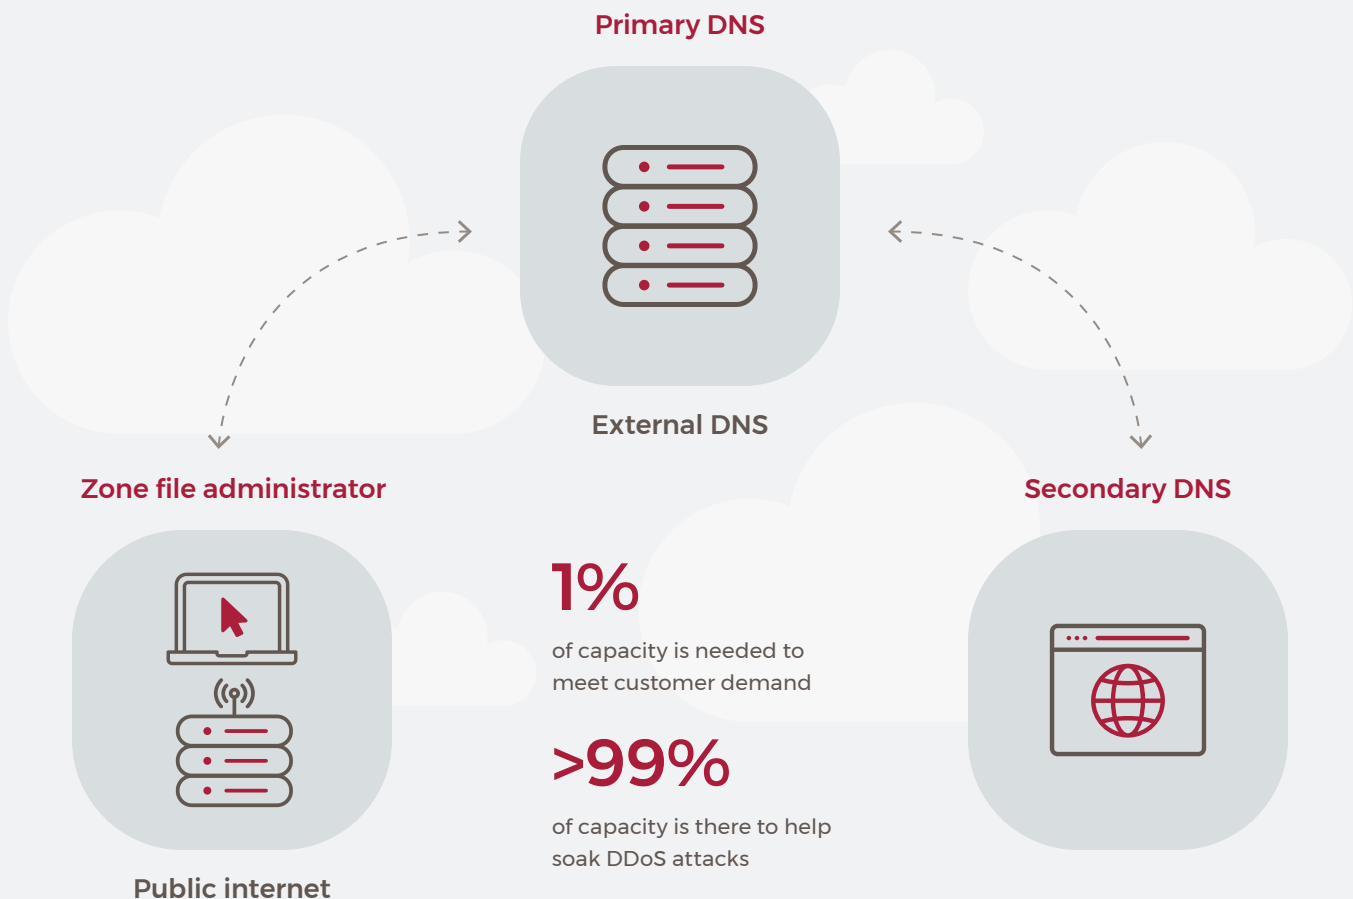 Primary DNS
External DNS
Zone file administrator
Secondary DNS
1%
of capacity is needed to
meet customer demand
>99%
of capacity is there to help
soak DDoS attacks
Public internet